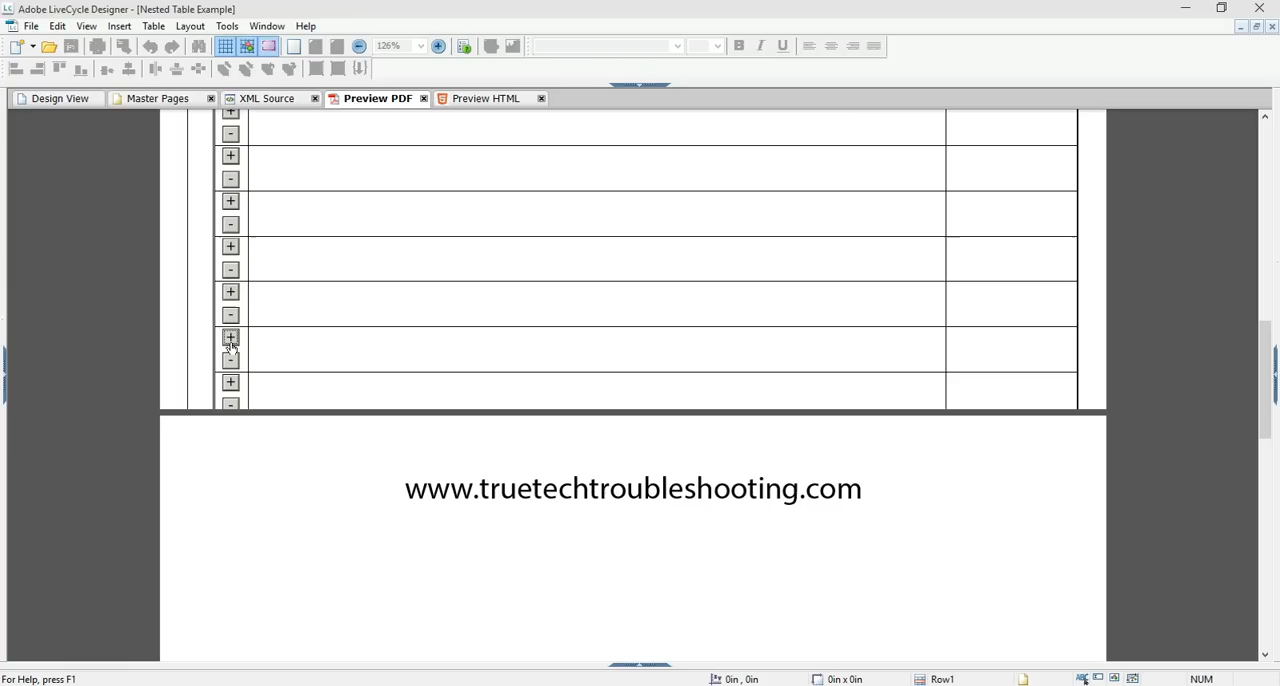 Adobe LiveCycle Designer - [Nested Table Example]
File Edit View Insert Table Layout Tools Window Help
126%
B I U
Design View Master Pages XML Source Preview PDF Preview HTML
+
-
+
-
+
-
+
-
+
-
+
-
+
-
www.truetechtroubleshooting.com
For Help, press F1 0in , 0in 0in x 0in Row1 ABC NUM